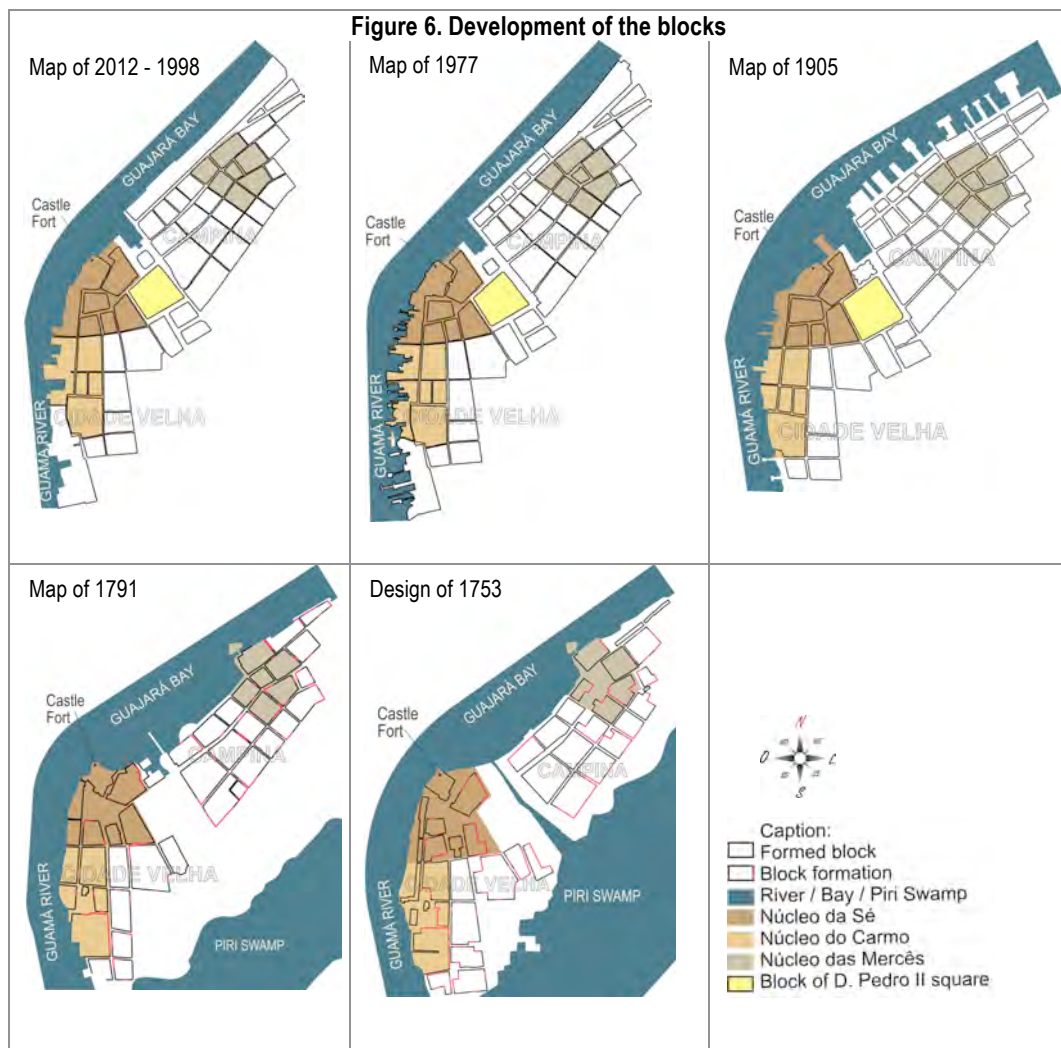 Figure 6. Development of the blocks
Map of 2012 - 1998
GUAJARÁ BAY
Castle
Fort
CAMPINA
GUAMÁ RIVER
CIDADE VELHA
Map of 1977
GUAJARÁ BAY
Castle
Fort
CAMPINA
GUAMÁ RIVER
CIDADE VELHA
Map of 1905
GUAJARÁ BAY
Castle
Fort
CAMPINA
GUAMÁ RIVER
CIDADE VELHA
Map of 1791
GUAJARÁ BAY
Castle
Fort
CAMPINA
CIDADE VELHA
GUAMÁ RIVER
PIRI SWAMP
Design of 1753
GUAJARÁ BAY
Castle
Fort
CAMPINA
CIDADE VELHA
GUAMÁ RIVER
PIRI SWAMP
N
O
S
Caption:
Formed block
Block formation
River / Bay / Piri Swamp
Núcleo da Sé
Núcleo do Carmo
Núcleo das Mercês
Block of D. Pedro II square